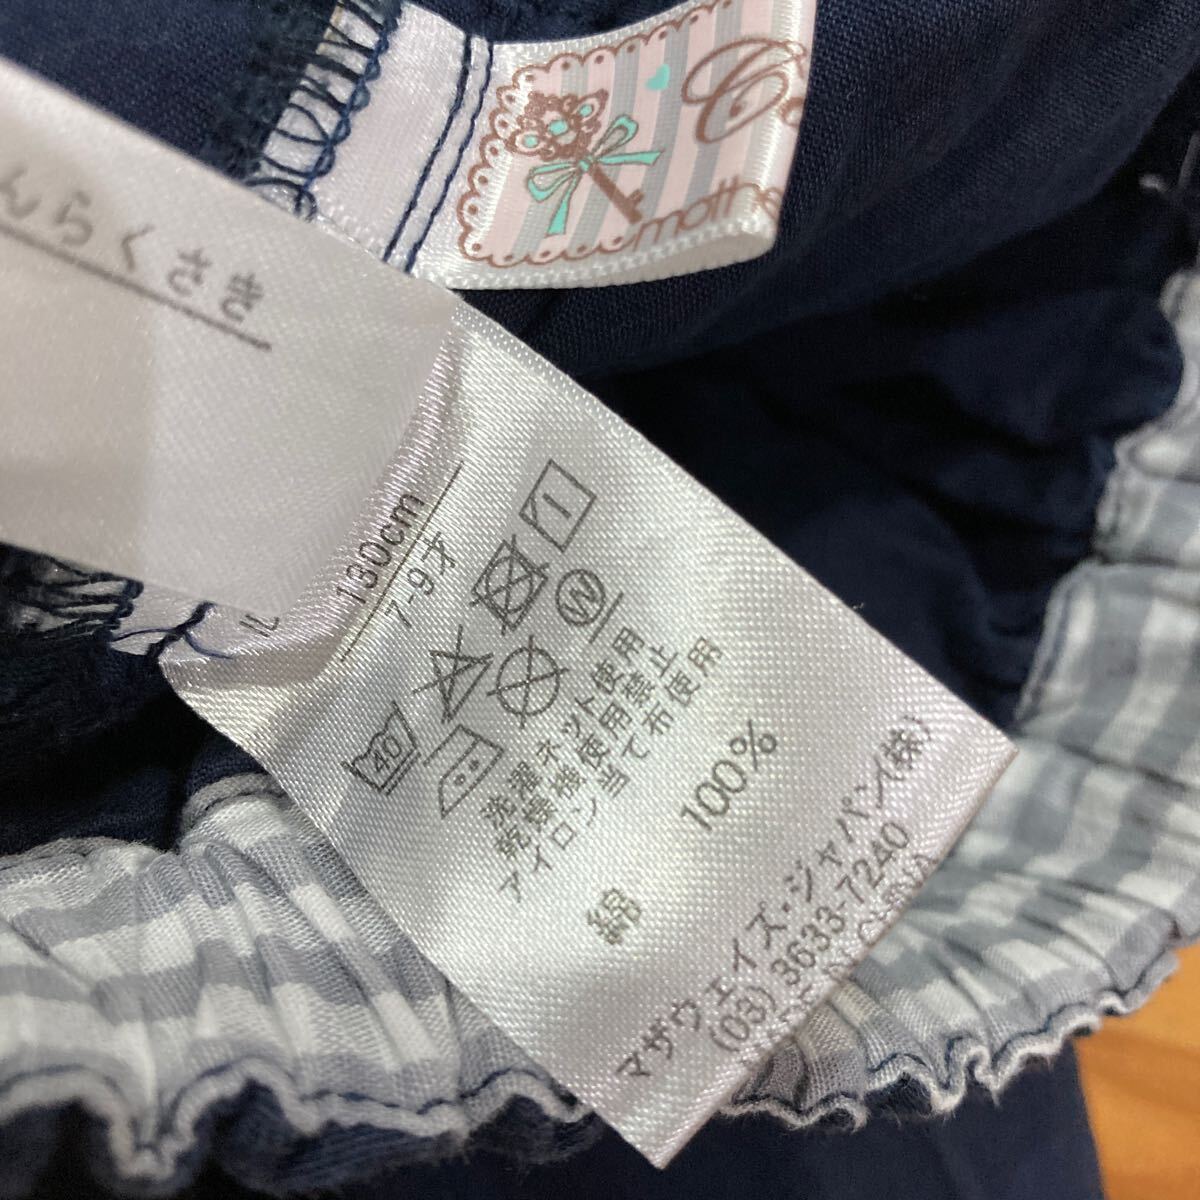 mothe
んらくさき
130cm
7-9才
40
W
洗濯ネット使用
乾燥機使用禁止
アイロン当て布使用
綿 100%
マザウェイズ・ジャパン(株)
(03) 3633-7240